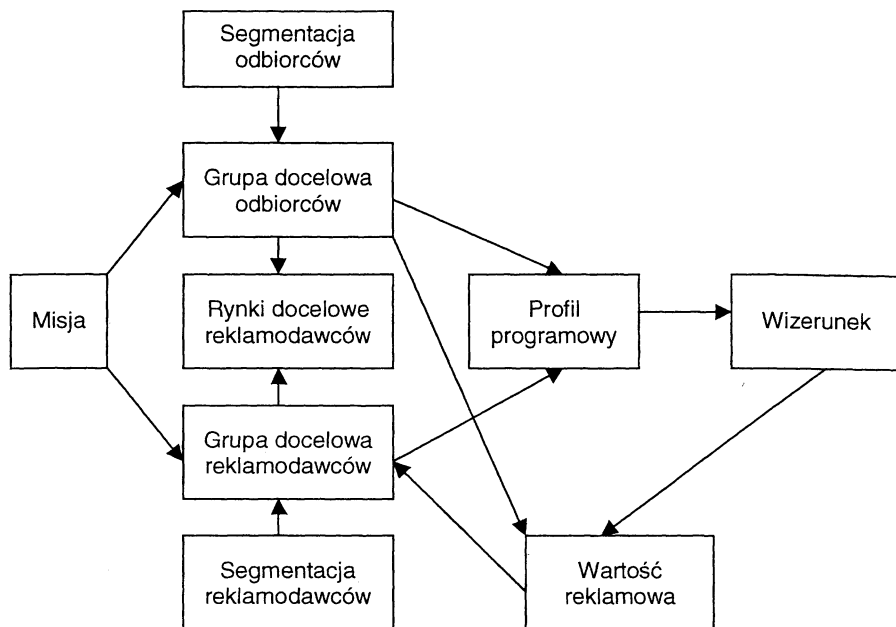 Segmentacja
odbiorców
Grupa docelowa
odbiorców
Misja
Rynki docelowe
reklamodawców
Profil
programowy
Wizerunek
Grupa docelowa
reklamodawców
Segmentacja
reklamodawców
Wartość
reklamowa